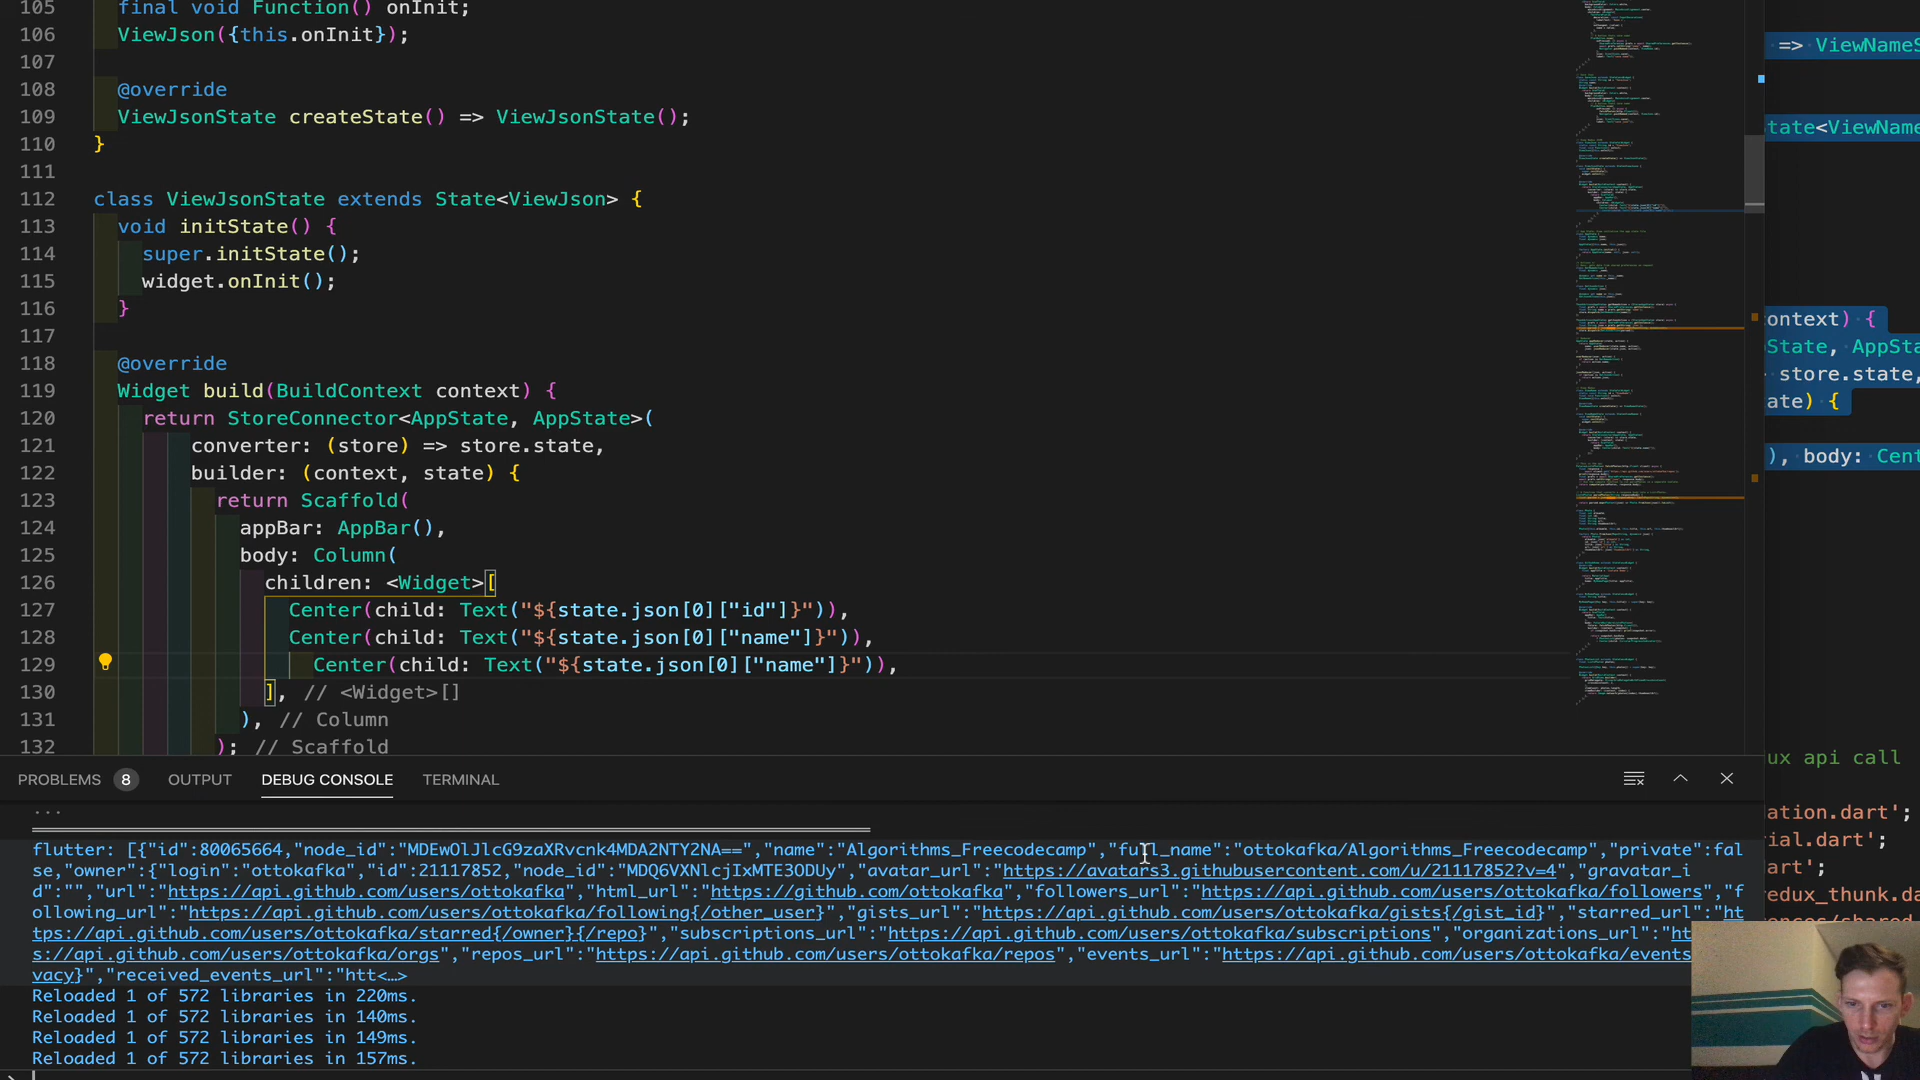 105 final void Function() onInit;
106 ViewJson({this.onInit});
107
108 @override
109 ViewJsonState createState() => ViewJsonState();
110 }
111
112 class ViewJsonState extends State<ViewJson> {
113 void initState() {
114 super.initState();
115 widget.onInit();
116 }
117
118 @override
119 Widget build(BuildContext context) {
120 return StoreConnector<AppState, AppState>(
121 converter: (store) => store.state,
122 builder: (context, state) {
123 return Scaffold(
124 appBar: AppBar(),
125 body: Column(
126 children: <Widget>[
127 Center(child: Text("${state.json[0]["id"]}")),
128 Center(child: Text("${state.json[0]["name"]}")),
129 Center(child: Text("${state.json[0]["name"]}")),
130 ], // <Widget>[]
131 ), // Column
132 ); // Scaffold
=> ViewNameS
tate<ViewName
ontext) {
pState, AppSta
store.state,
ate) {
), body: Cent
ux api call
ation.dart';
rial.dart';
art';
redux_thunk.dart
ences/shared
PROBLEMS 8 OUTPUT DEBUG CONSOLE TERMINAL
...
flutter: [{"id":80065664,"node_id":"MDEwOlJlcG9zaXRvcnk4MDA2NTY2NA==","name":"Algorithms_Freecodecamp","full_name":"ottokafka/Algorithms_Freecodecamp","private":fal
se,"owner":{"login":"ottokafka","id":21117852,"node_id":"MDQ6VXNlcjIxMTE3ODUy","avatar_url":"https://avatars3.githubusercontent.com/u/21117852?v=4","gravatar_i
d":"","url":"https://api.github.com/users/ottokafka","html_url":"https://github.com/ottokafka","followers_url":"https://api.github.com/users/ottokafka/followers","f
ollowing_url":"https://api.github.com/users/ottokafka/following{/other_user}","gists_url":"https://api.github.com/users/ottokafka/gists{/gist_id}","starred_url":"ht
tps://api.github.com/users/ottokafka/starred{/owner}{/repo}","subscriptions_url":"https://api.github.com/users/ottokafka/subscriptions","organizations_url":"ht
s://api.github.com/users/ottokafka/orgs","repos_url":"https://api.github.com/users/ottokafka/repos","events_url":"https://api.github.com/users/ottokafka/events
vacy}","received_events_url":"htt<…>
Reloaded 1 of 572 libraries in 220ms.
Reloaded 1 of 572 libraries in 140ms.
Reloaded 1 of 572 libraries in 149ms.
Reloaded 1 of 572 libraries in 157ms.